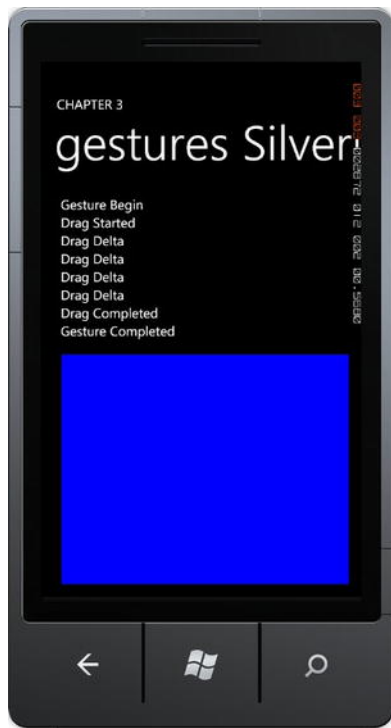 CHAPTER 3
gestures Silver
Gesture Begin
Drag Started
Drag Delta
Drag Delta
Drag Delta
Drag Delta
Drag Completed
Gesture Completed